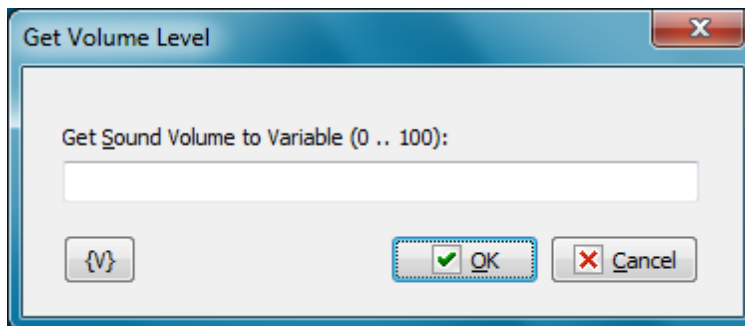 Get Volume Level
Get Sound Volume to Variable (0 .. 100):
{V} OK Cancel